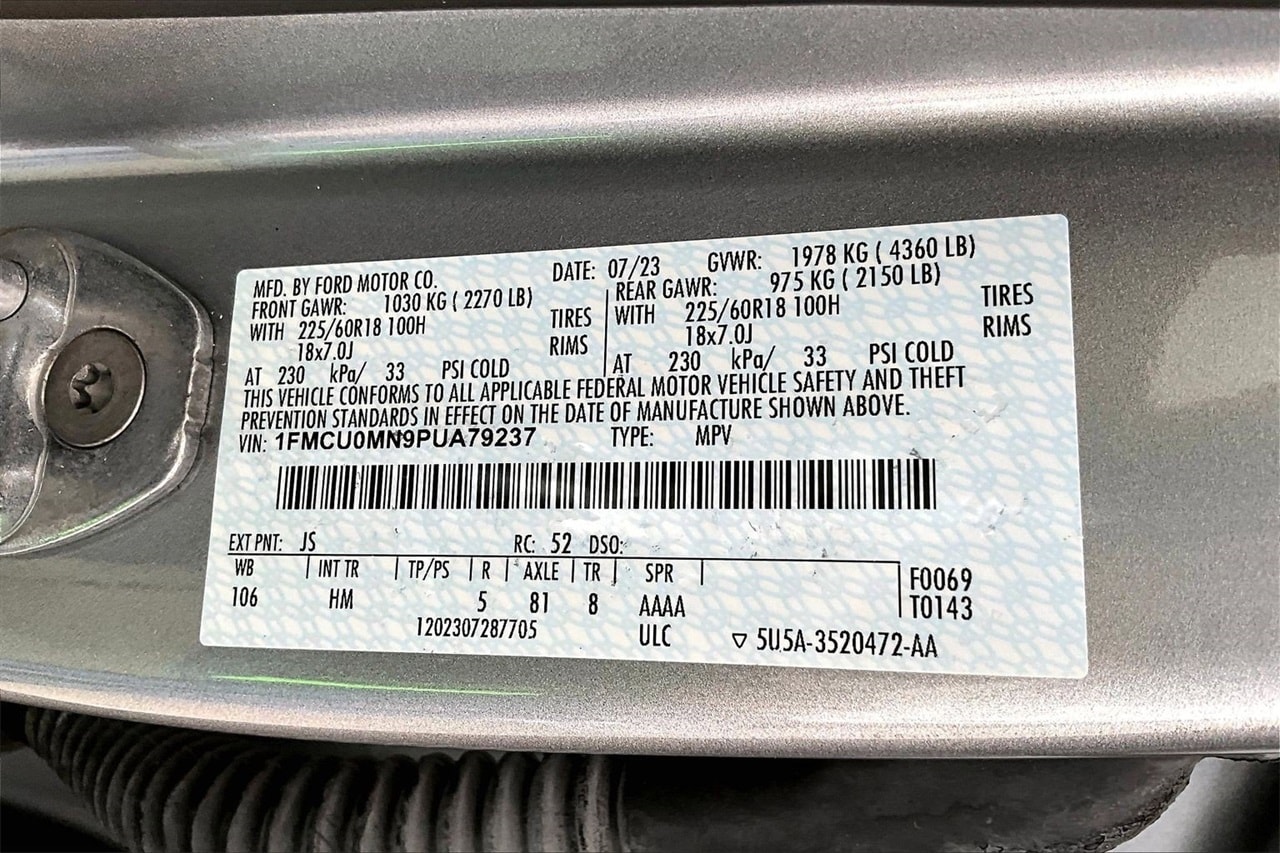 MFD. BY FORD MOTOR CO. DATE: 07/23 GVWR: 1978 KG ( 4360 LB)
FRONT GAWR: 1030 KG ( 2270 LB) REAR GAWR: 975 KG ( 2150 LB)
WITH 225/60R18 100H TIRES WITH 225/60R18 100H TIRES
18x7.0J RIMS 18x7.0J RIMS
AT 230 kPa/ 33 PSI COLD AT 230 kPa/ 33 PSI COLD
THIS VEHICLE CONFORMS TO ALL APPLICABLE FEDERAL MOTOR VEHICLE SAFETY AND THEFT
PREVENTION STANDARDS IN EFFECT ON THE DATE OF MANUFACTURE SHOWN ABOVE.
VIN: 1FMCU0MN9PUA79237 TYPE: MPV
EXT PNT: JS RC: 52 DSO:
WB INT TR TP/PS R AXLE TR SPR F0069
106 HM 5 81 8 AAAA T0143
1202307287705 ULC ▽ 5U5A-3520472-AA